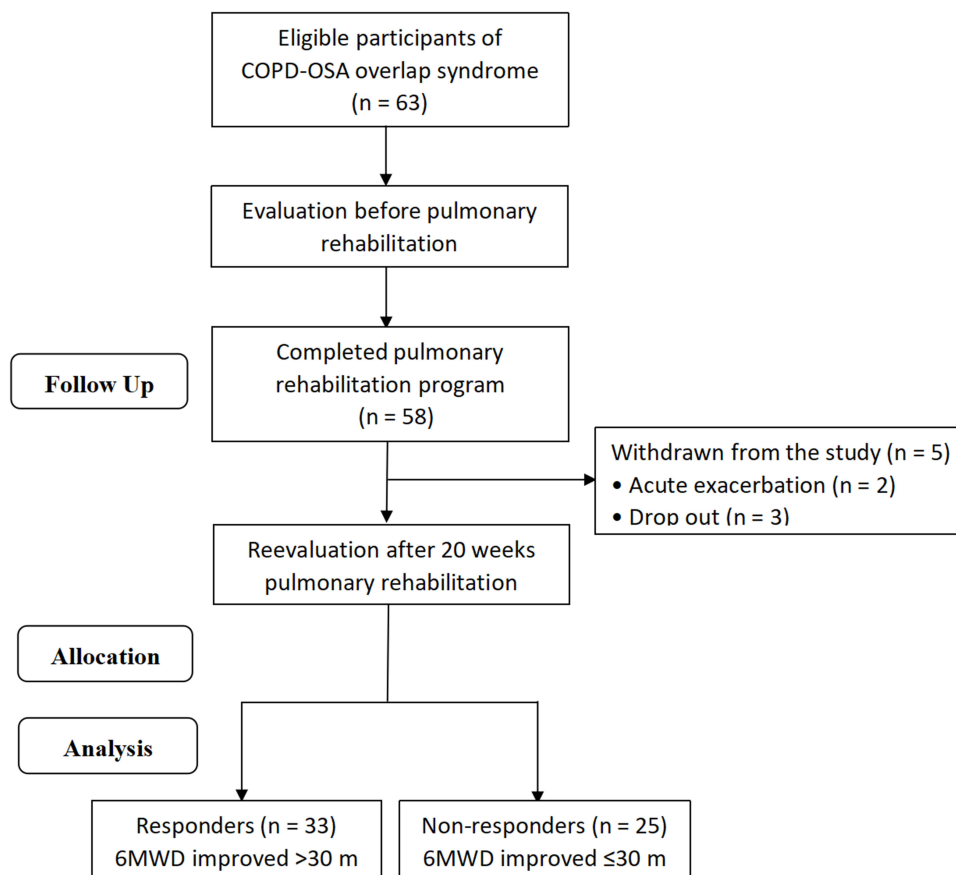 Eligible participants of
COPD-OSA overlap syndrome
(n = 63)
Evaluation before pulmonary
rehabilitation
Completed pulmonary
rehabilitation program
(n = 58)
Follow Up
Withdrawn from the study (n = 5)
• Acute exacerbation (n = 2)
• Drop out (n = 3)
Reevaluation after 20 weeks
pulmonary rehabilitation
Allocation
Analysis
Responders (n = 33)
6MWD improved >30 m
Non-responders (n = 25)
6MWD improved ≤30 m